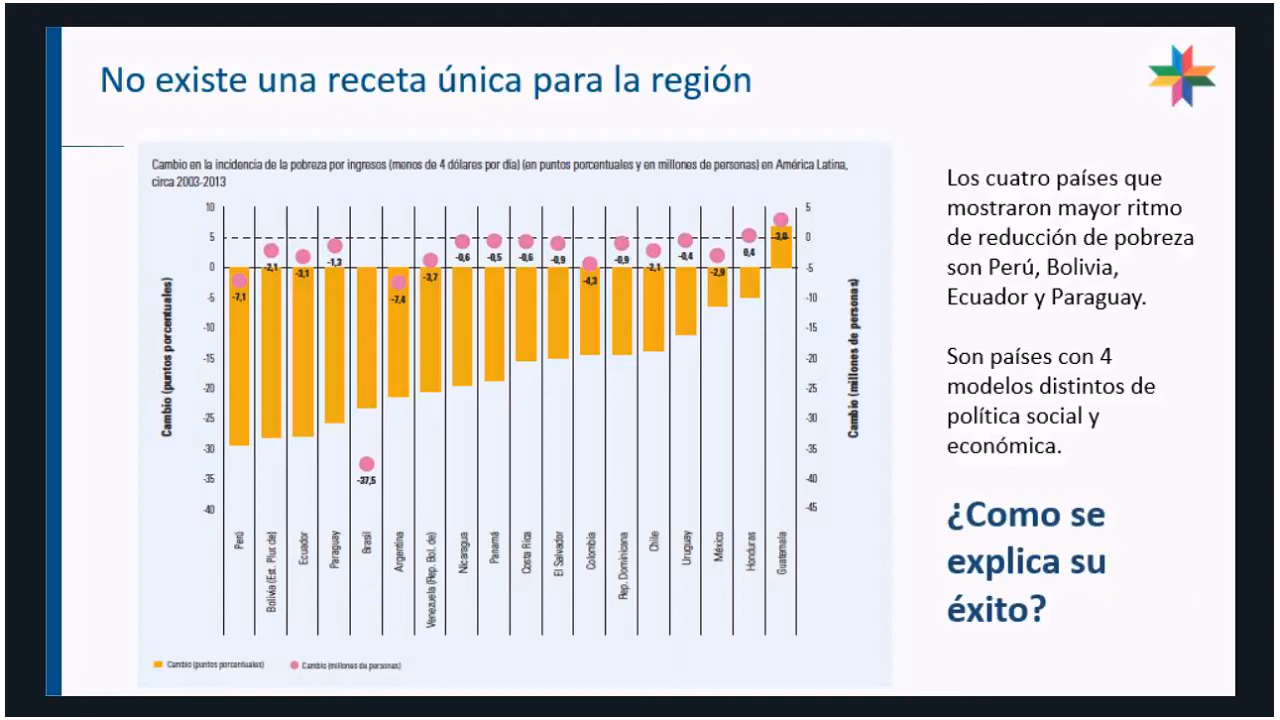 No existe una receta única para la región
Cambio en la incidencia de la pobreza por ingresos (menos de 4 dólares por día) (en puntos porcentuales y en millones de personas) en América Latina,
circa 2003-2013
Cambio (puntos porcentuales)
10
5
0
-5
-10
-15
-20
-25
-30
-35
-40
-7,1
-2,1
-3,1
-1,3
-37,5
-7,4
-3,7
-0,6
-0,5
-0,6
-0,9
-4,3
-0,9
-2,1
-0,4
-2,9
0,4
3,0
5
0
-5
-10
-15
-20
-25
-30
-35
-40
-45
Cambio (millones de personas)
Perú
Bolivia (Est. Plur. de)
Ecuador
Paraguay
Brasil
Argentina
Venezuela (Rep. Bol. de)
Nicaragua
Panamá
Costa Rica
El Salvador
Colombia
Rep. Dominicana
Chile
Uruguay
México
Honduras
Guatemala
Cambio (puntos porcentuales)
Cambio (millones de personas)
Los cuatro países que
mostraron mayor ritmo
de reducción de pobreza
son Perú, Bolivia,
Ecuador y Paraguay.
Son países con 4
modelos distintos de
política social y
económica.
¿Como se
explica su
éxito?